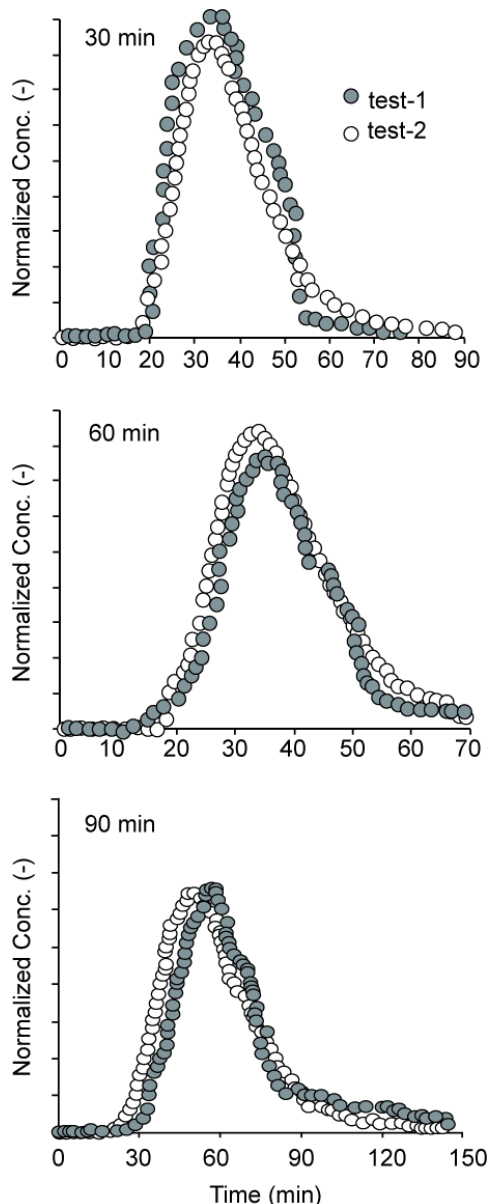 30 min
Normalized Conc. (-)
test-1
test-2
0 10 20 30 40 50 60 70 80 90
60 min
Normalized Conc. (-)
0 10 20 30 40 50 60 70
90 min
Normalized Conc. (-)
0 30 60 90 120 150
Time (min)